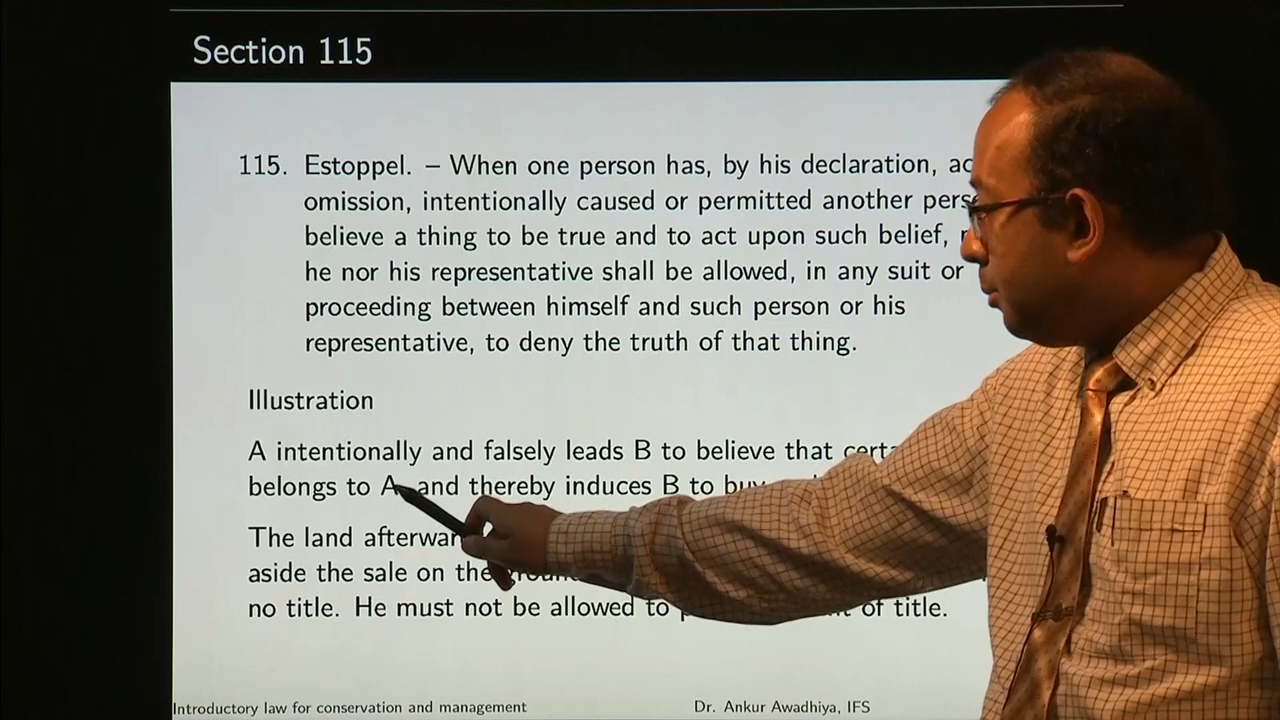 Section 115
115. Estoppel. – When one person has, by his declaration,
omission, intentionally caused or permitted another
believe a thing to be true and to act upon such belief,
he nor his representative shall be allowed, in any suit or
proceeding between himself and such person or his
representative, to deny the truth of that thing.
Illustration
A intentionally and falsely leads B to believe that
belongs to A, and thereby induces B to buy
The land
aside the sale on the
no title. He must not be allowed to of title.
Introductory law for conservation and management
Dr. Ankur Awadhiya, IFS